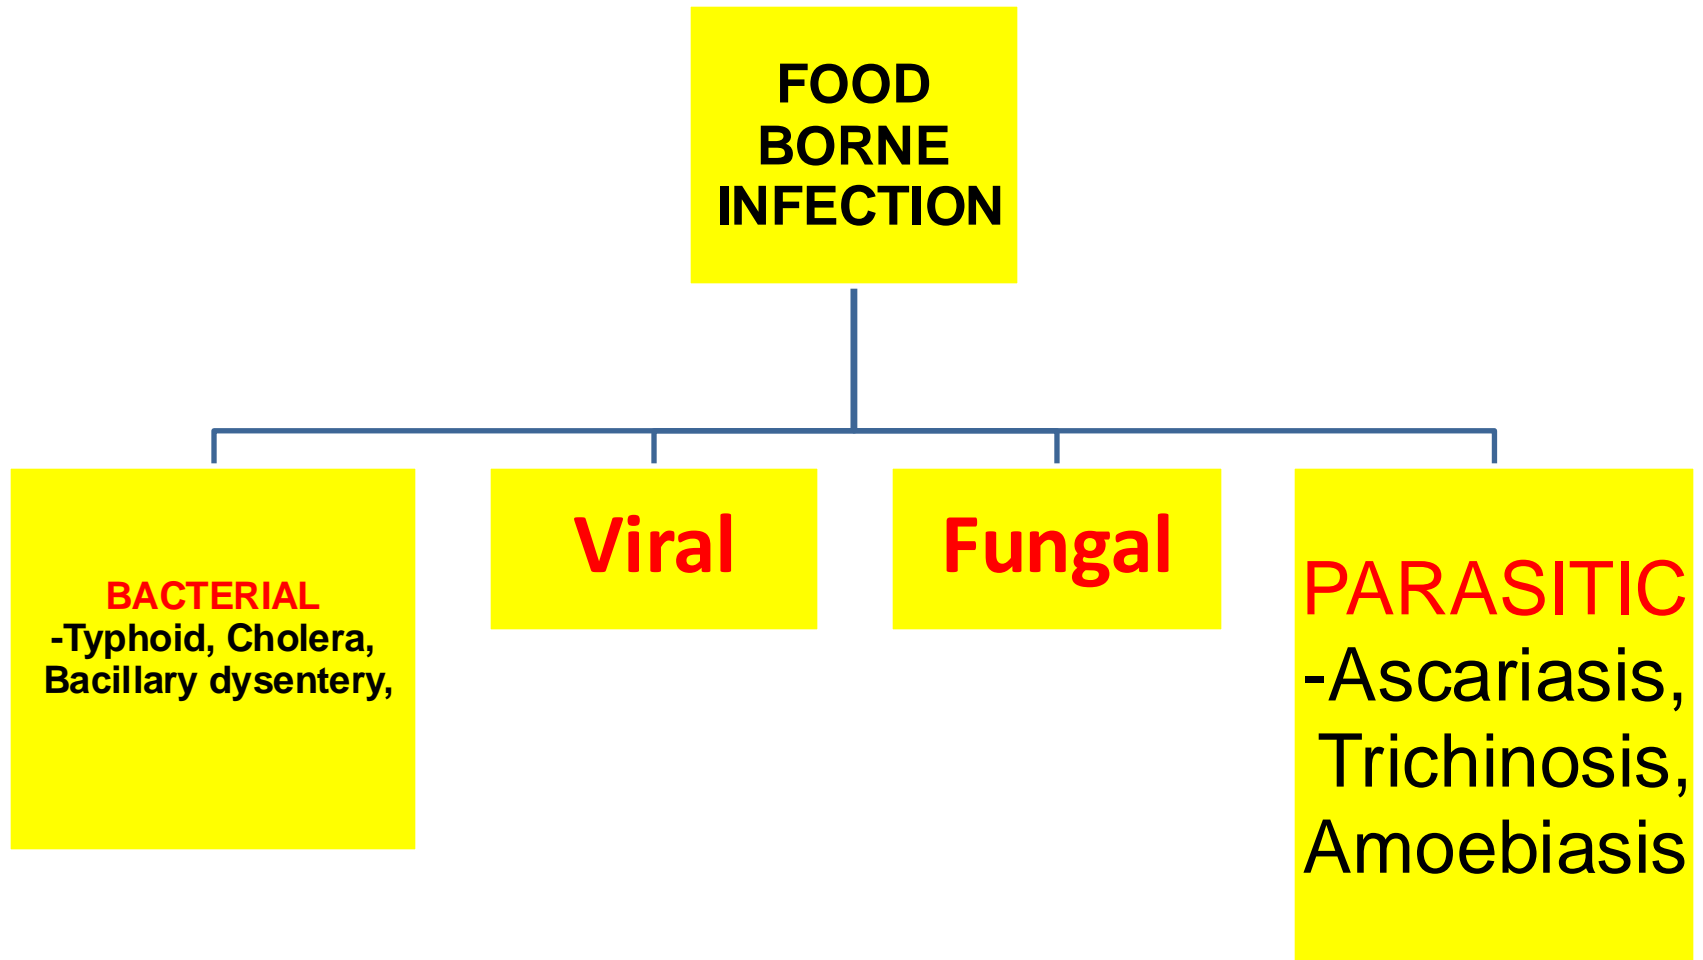 FOOD
BORNE
INFECTION
BACTERIAL
-Typhoid, Cholera,
Bacillary dysentery,
Viral
Fungal
PARASITIC
-Ascariasis,
Trichinosis,
Amoebiasis